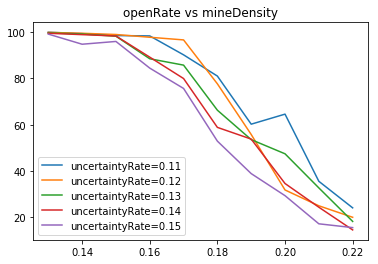 openRate vs mineDensity
100
80
60
40
20
uncertaintyRate=0.11
uncertaintyRate=0.12
uncertaintyRate=0.13
uncertaintyRate=0.14
uncertaintyRate=0.15
0.14 0.16 0.18 0.20 0.22